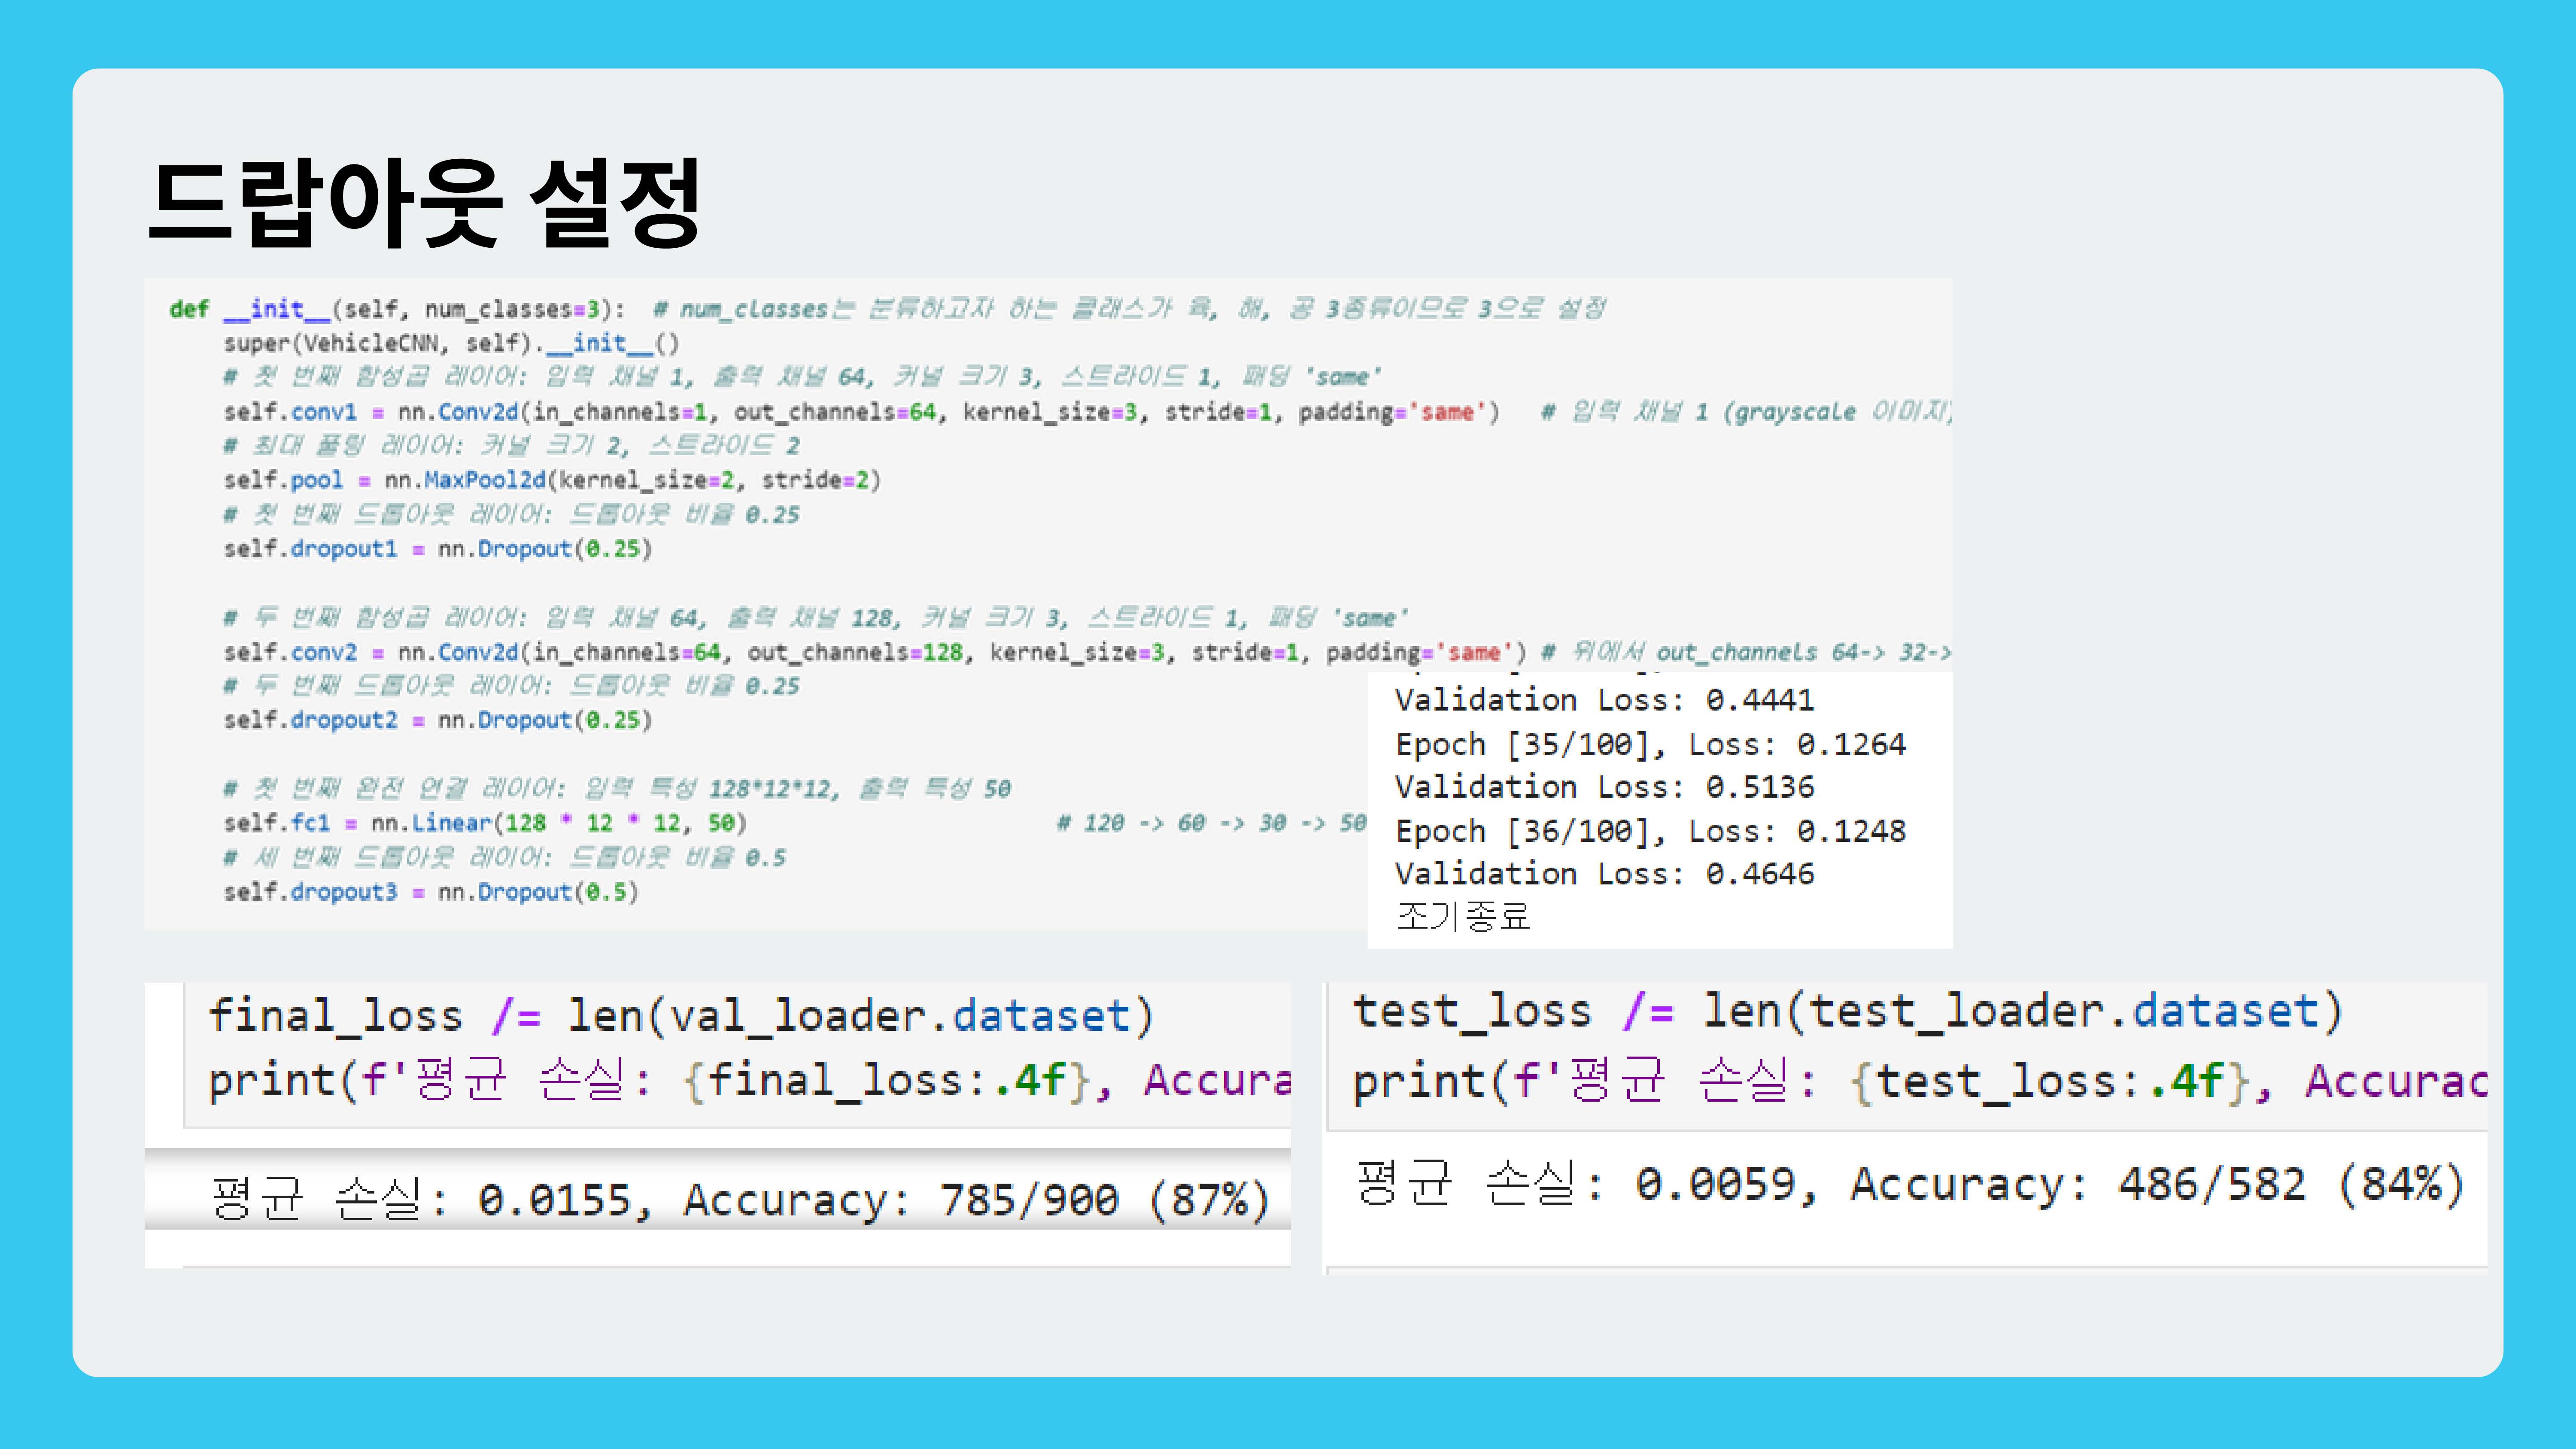 드랍아웃 설정
def __init__(self, num_classes=3):  # num_classes는 분류하고자 하는 클래스가 육, 해, 공 3종류이므로 3으로 설정
super(VehicleCNN, self).__init__()
# 첫 번째 합성곱 레이어: 입력 채널 1, 출력 채널 64, 커널 크기 3, 스트라이드 1, 패딩 'same'
self.conv1 = nn.Conv2d(in_channels=1, out_channels=64, kernel_size=3, stride=1, padding='same')   # 입력 채널 1 (grayscale 이미지)
# 최대 풀링 레이어: 커널 크기 2, 스트라이드 2
self.pool = nn.MaxPool2d(kernel_size=2, stride=2)
# 첫 번째 드롭아웃 레이어: 드롭아웃 비율 0.25
self.dropout1 = nn.Dropout(0.25)
# 두 번째 합성곱 레이어: 입력 채널 64, 출력 채널 128, 커널 크기 3, 스트라이드 1, 패딩 'same'
self.conv2 = nn.Conv2d(in_channels=64, out_channels=128, kernel_size=3, stride=1, padding='same') # 위에서 out_channels 64-> 32->
# 두 번째 드롭아웃 레이어: 드롭아웃 비율 0.25
self.dropout2 = nn.Dropout(0.25)
# 첫 번째 완전 연결 레이어: 입력 특성 128*12*12, 출력 특성 50
self.fc1 = nn.Linear(128 * 12 * 12, 50)   # 120 -> 60 -> 30 -> 50
# 세 번째 드롭아웃 레이어: 드롭아웃 비율 0.5
self.dropout3 = nn.Dropout(0.5)
Validation Loss: 0.4441
Epoch [35/100], Loss: 0.1264
Validation Loss: 0.5136
Epoch [36/100], Loss: 0.1248
Validation Loss: 0.4646
조기종료
final_loss /= len(val_loader.dataset)
print(f'평균 손실: {final_loss:.4f}, Accura
평균 손실: 0.0155, Accuracy: 785/900 (87%)
test_loss /= len(test_loader.dataset)
print(f'평균 손실: {test_loss:.4f}, Accurac
평균 손실: 0.0059, Accuracy: 486/582 (84%)